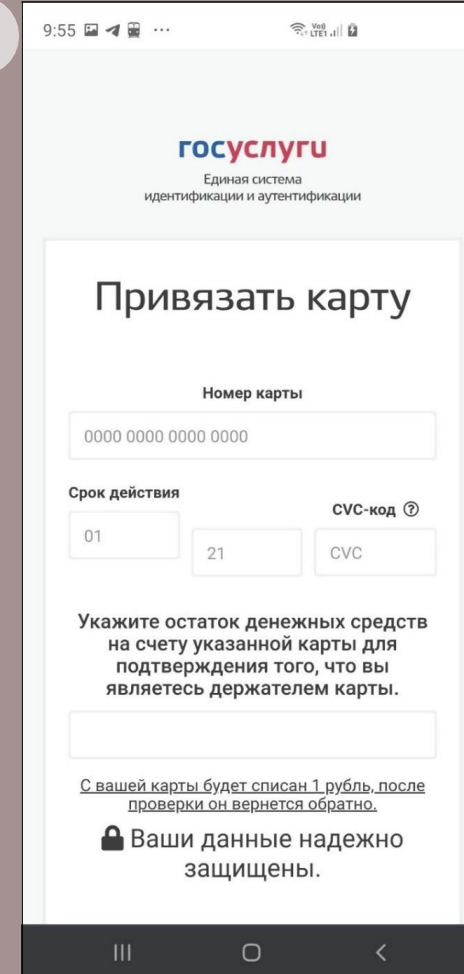 9:55
Vo)) LTE1
госуслуги
Единая система
идентификации и аутентификации
Привязать карту
Номер карты
0000 0000 0000 0000
Срок действия
CVC-код ?
01
21
CVC
Укажите остаток денежных средств
на счету указанной карты для
подтверждения того, что вы
являетесь держателем карты.
С вашей карты будет списан 1 рубль, после
проверки он вернется обратно.
Ваши данные надежно
защищены.